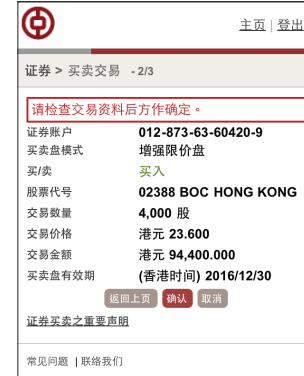 主页 | 登出
证券 > 买卖交易 - 2/3
请检查交易资料后方作确定。
证券账户 012-873-63-60420-9
买卖盘模式 增强限价盘
买/卖 买入
股票代号 02388 BOC HONG KONG
交易数量 4,000 股
交易价格 港元 23.600
交易金额 港元 94,400.000
买卖盘有效期 (香港时间) 2016/12/30
返回上页 确认 取消
证券买卖之重要声明
常见问题 | 联络我们